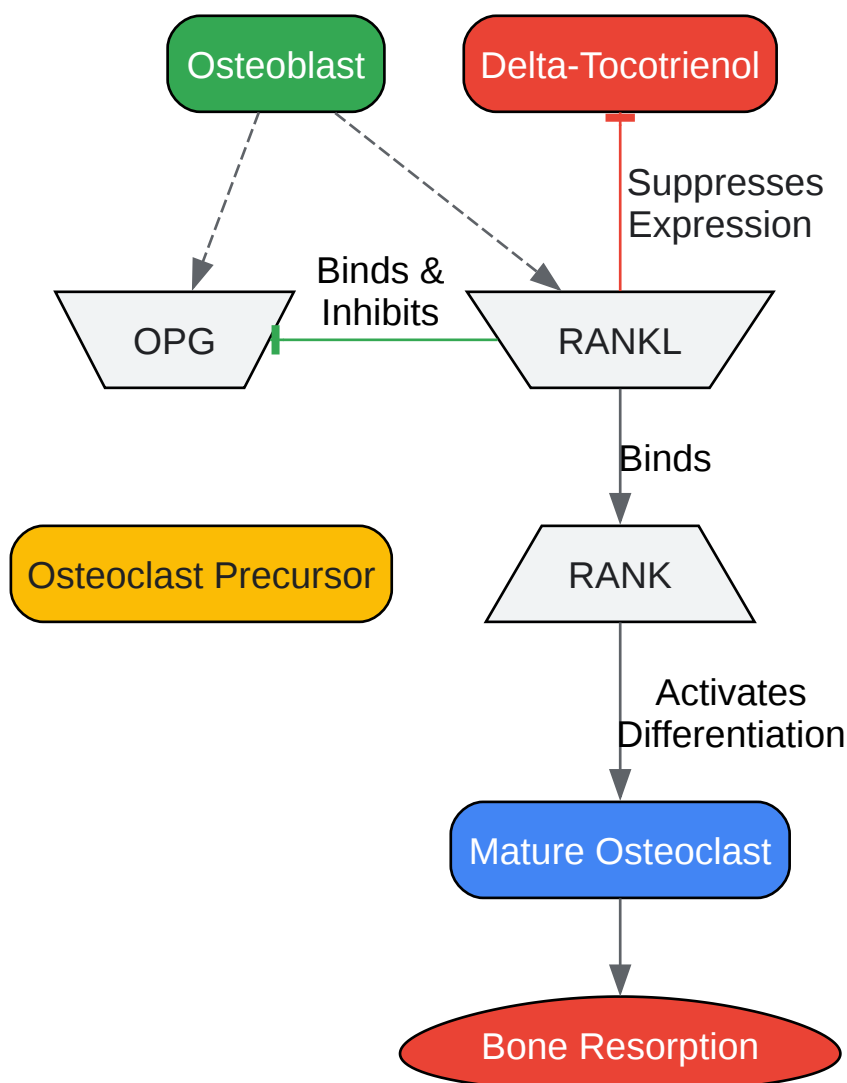 Osteoblast
Delta-Tocotrienol
Suppresses
Expression
Binds &
Inhibits
OPG
RANKL
Binds
Osteoclast Precursor
RANK
Activates
Differentiation
Mature Osteoclast
Bone Resorption